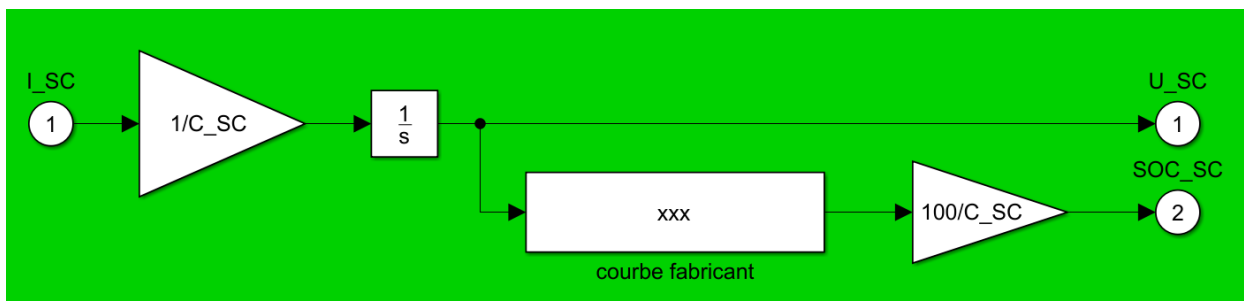 I_SC
1
1/C_SC
1
s
U_SC
1
xxx
courbe fabricant
100/C_SC
SOC_SC
2